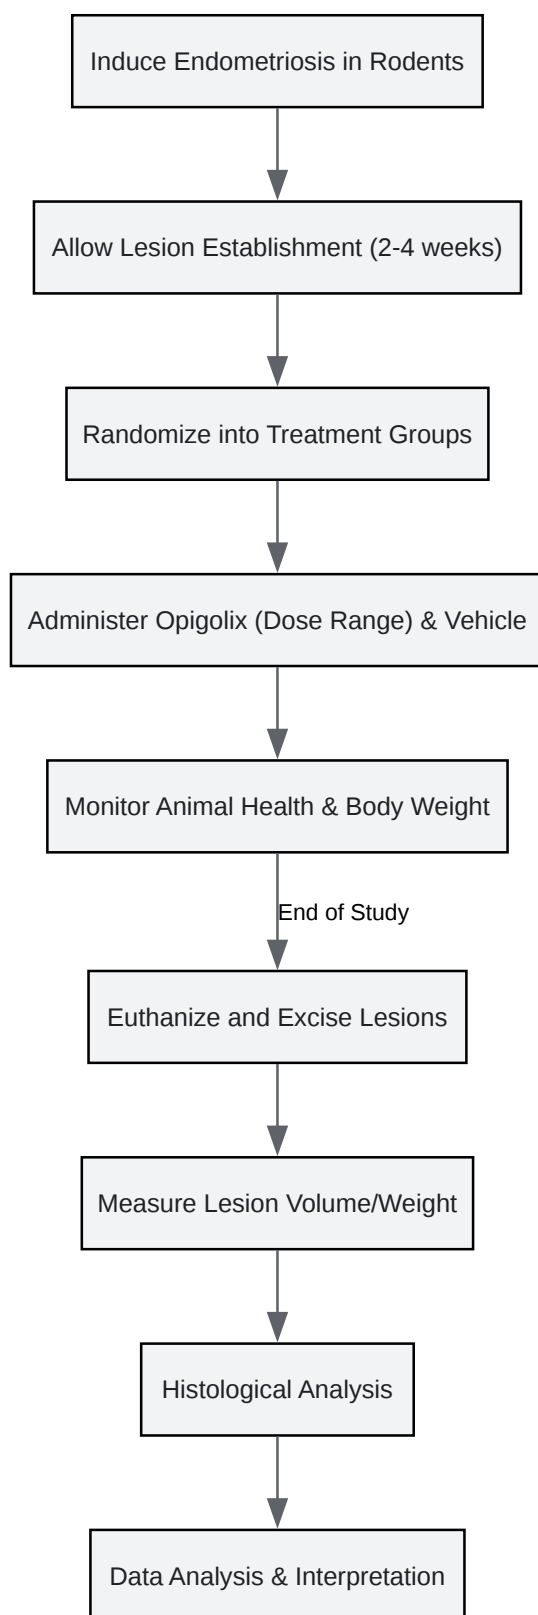 Induce Endometriosis in Rodents
Allow Lesion Establishment (2-4 weeks)
Randomize into Treatment Groups
Administer Opigolix (Dose Range) & Vehicle
Monitor Animal Health & Body Weight
End of Study
Euthanize and Excise Lesions
Measure Lesion Volume/Weight
Histological Analysis
Data Analysis & Interpretation